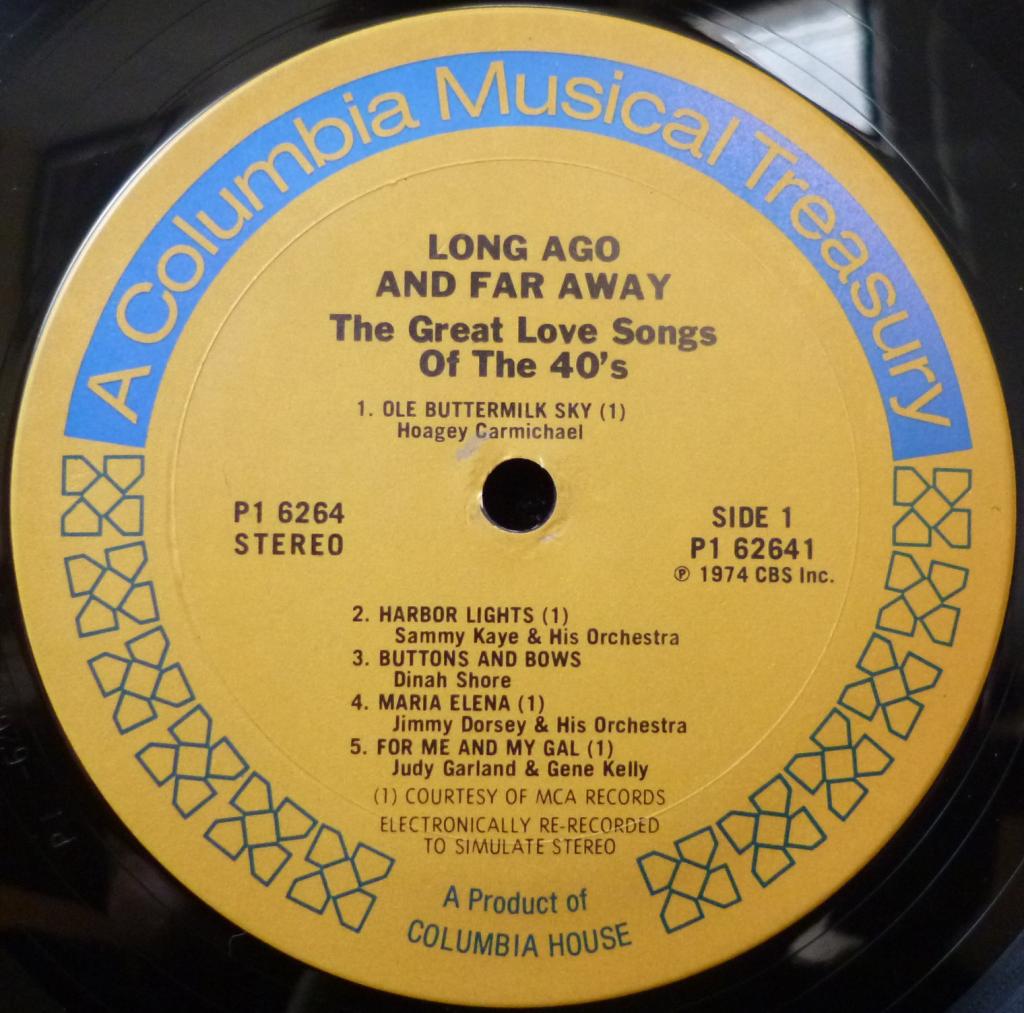 A Columbia Musical Treasury
LONG AGO
AND FAR AWAY
The Great Love Songs
Of The 40's
1. OLE BUTTERMILK SKY (1)
Hoagey Carmichael
P1 6264
STEREO
SIDE 1
P1 62641
℗ 1974 CBS Inc.
2. HARBOR LIGHTS (1)
Sammy Kaye & His Orchestra
3. BUTTONS AND BOWS
Dinah Shore
4. MARIA ELENA (1)
Jimmy Dorsey & His Orchestra
5. FOR ME AND MY GAL (1)
Judy Garland & Gene Kelly
(1) COURTESY OF MCA RECORDS
ELECTRONICALLY RE-RECORDED
TO SIMULATE STEREO
A Product of
COLUMBIA HOUSE